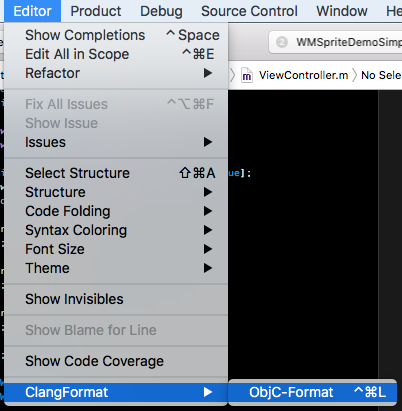 Editor Product Debug Source Control Window He
WMSpriteDemoSimp
Show Completions ^ Space
Edit All in Scope ^⌘E
Refactor ▶
ViewController.m 〉 No Sele
Fix All Issues ^⌥⌘F
Show Issue
Issues ▶
Select Structure ⇧⌘A
ue];
Structure ▶
Code Folding ▶
Syntax Coloring ▶
Font Size ▶
Theme ▶
Show Invisibles
Show Blame for Line
Show Code Coverage
ClangFormat ▶ ObjC-Format ^⌘L